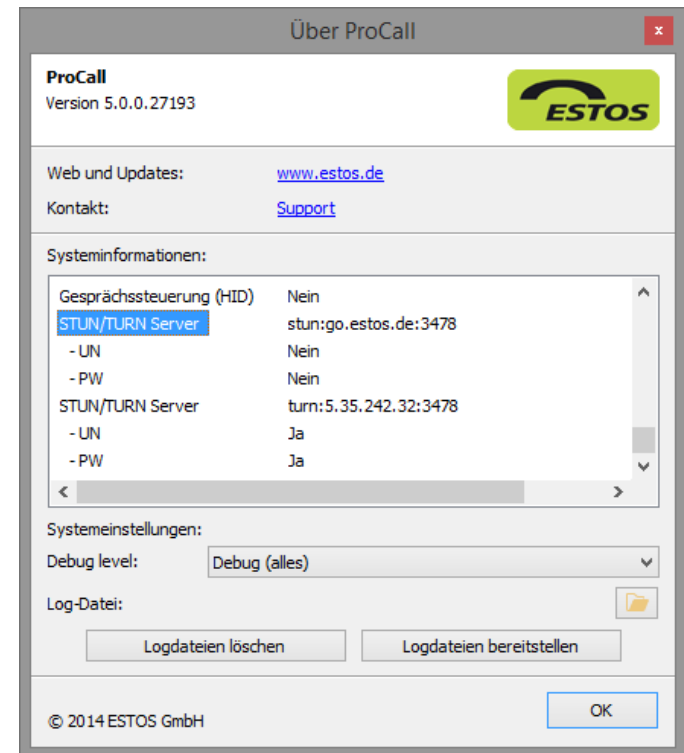 Über ProCall
x
ProCall
Version 5.0.0.27193
ESTOS
Web und Updates: www.estos.de
Kontakt: Support
Systeminformationen:
Gesprächssteuerung (HID) Nein
STUN/TURN Server stun:go.estos.de:3478
- UN Nein
- PW Nein
STUN/TURN Server turn:5.35.242.32:3478
- UN Ja
- PW Ja
Systemeinstellungen:
Debug level: Debug (alles)
Log-Datei:
Logdateien löschen Logdateien bereitstellen
© 2014 ESTOS GmbH OK